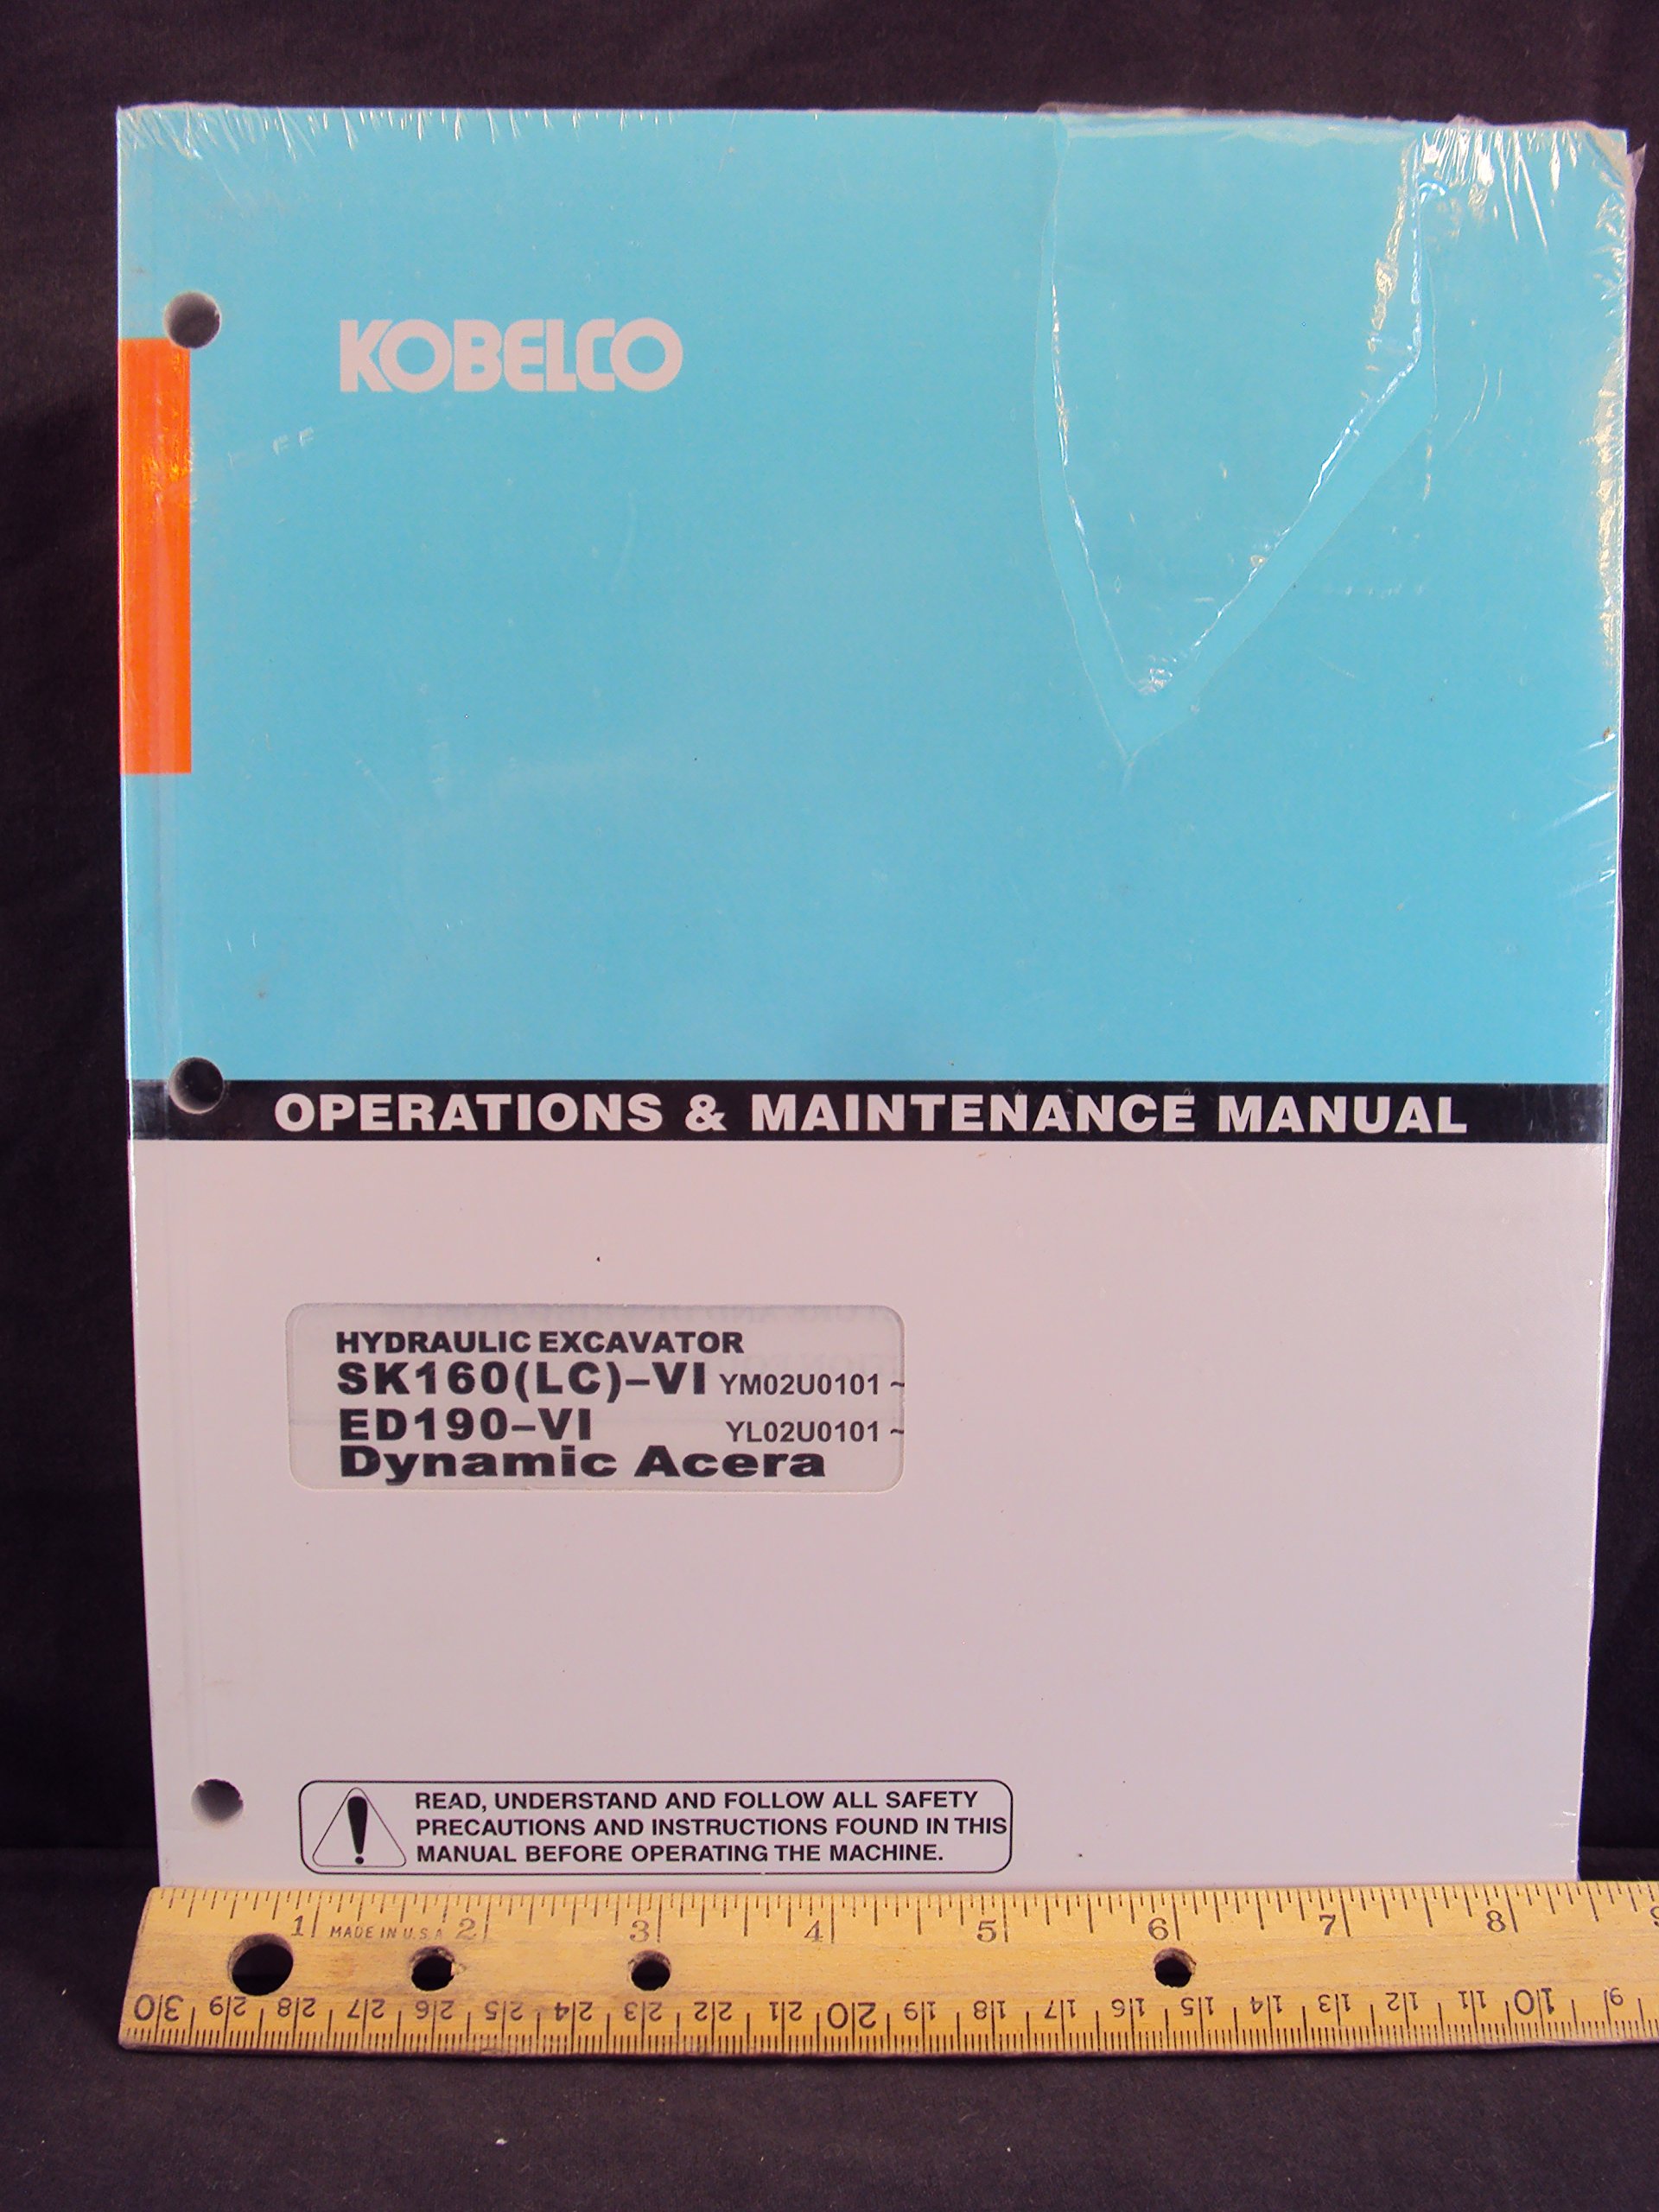 KOBELCO
OPERATIONS & MAINTENANCE MANUAL
HYDRAULIC EXCAVATOR
SK160(LC)-VI YM02U0101 ~
ED190-VI YL02U0101 ~
Dynamic Acera
READ, UNDERSTAND AND FOLLOW ALL SAFETY
PRECAUTIONS AND INSTRUCTIONS FOUND IN THIS
MANUAL BEFORE OPERATING THE MACHINE.
1 MADE IN U.S.A. 2 3 4 5 6 7 8 9
30 29 28 27 26 25 24 23 22 21 20 19 18 17 16 15 14 13 12 11 10 9